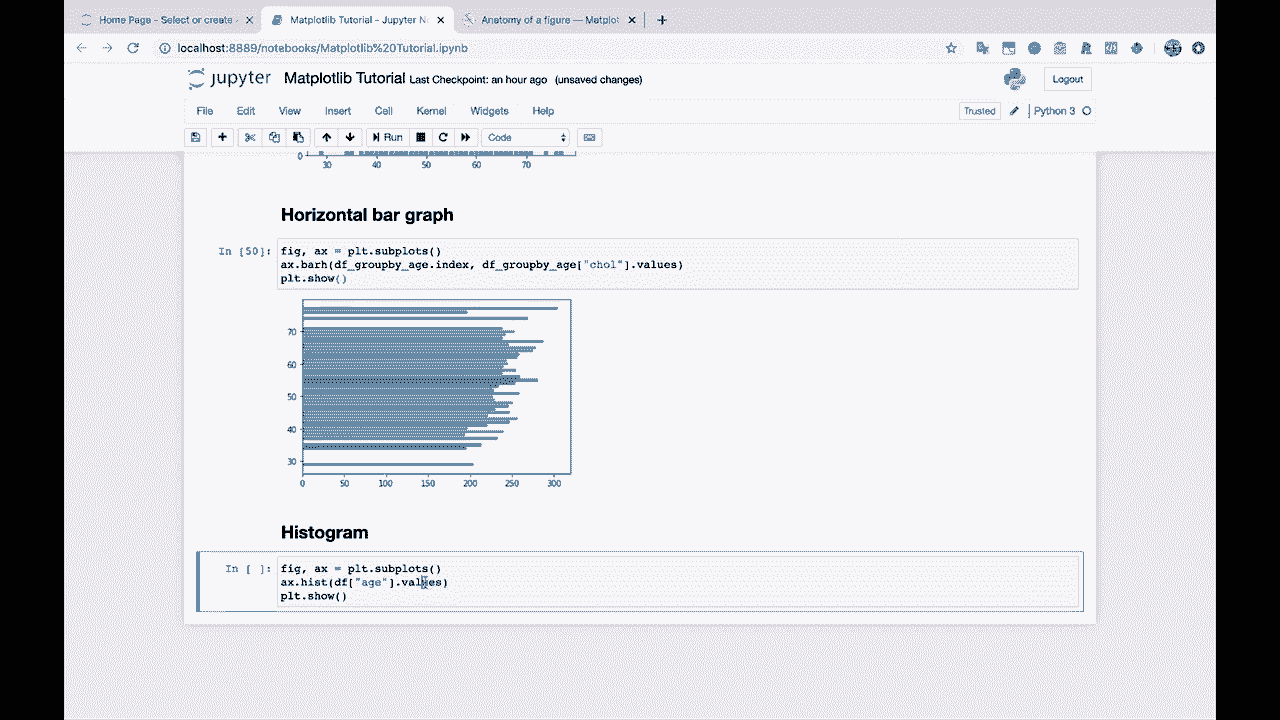 Home Page - Select or create
Matplotlib Tutorial - Jupyter N
Anatomy of a figure — Matplot
localhost:8889/notebooks/Matplotlib%20Tutorial.ipynb
jupyter Matplotlib Tutorial Last Checkpoint: an hour ago (unsaved changes)
Logout
File Edit View Insert Cell Kernel Widgets Help
Trusted Python 3
Run Code
0
30 40 50 60 70
Horizontal bar graph
In [50]: fig, ax = plt.subplots()
ax.barh(df_groupby_age.index, df_groupby_age["chol"].values)
plt.show()
70
60
50
40
30
0 50 100 150 200 250 300
Histogram
In [ ]: fig, ax = plt.subplots()
ax.hist(df["age"].values)
plt.show()